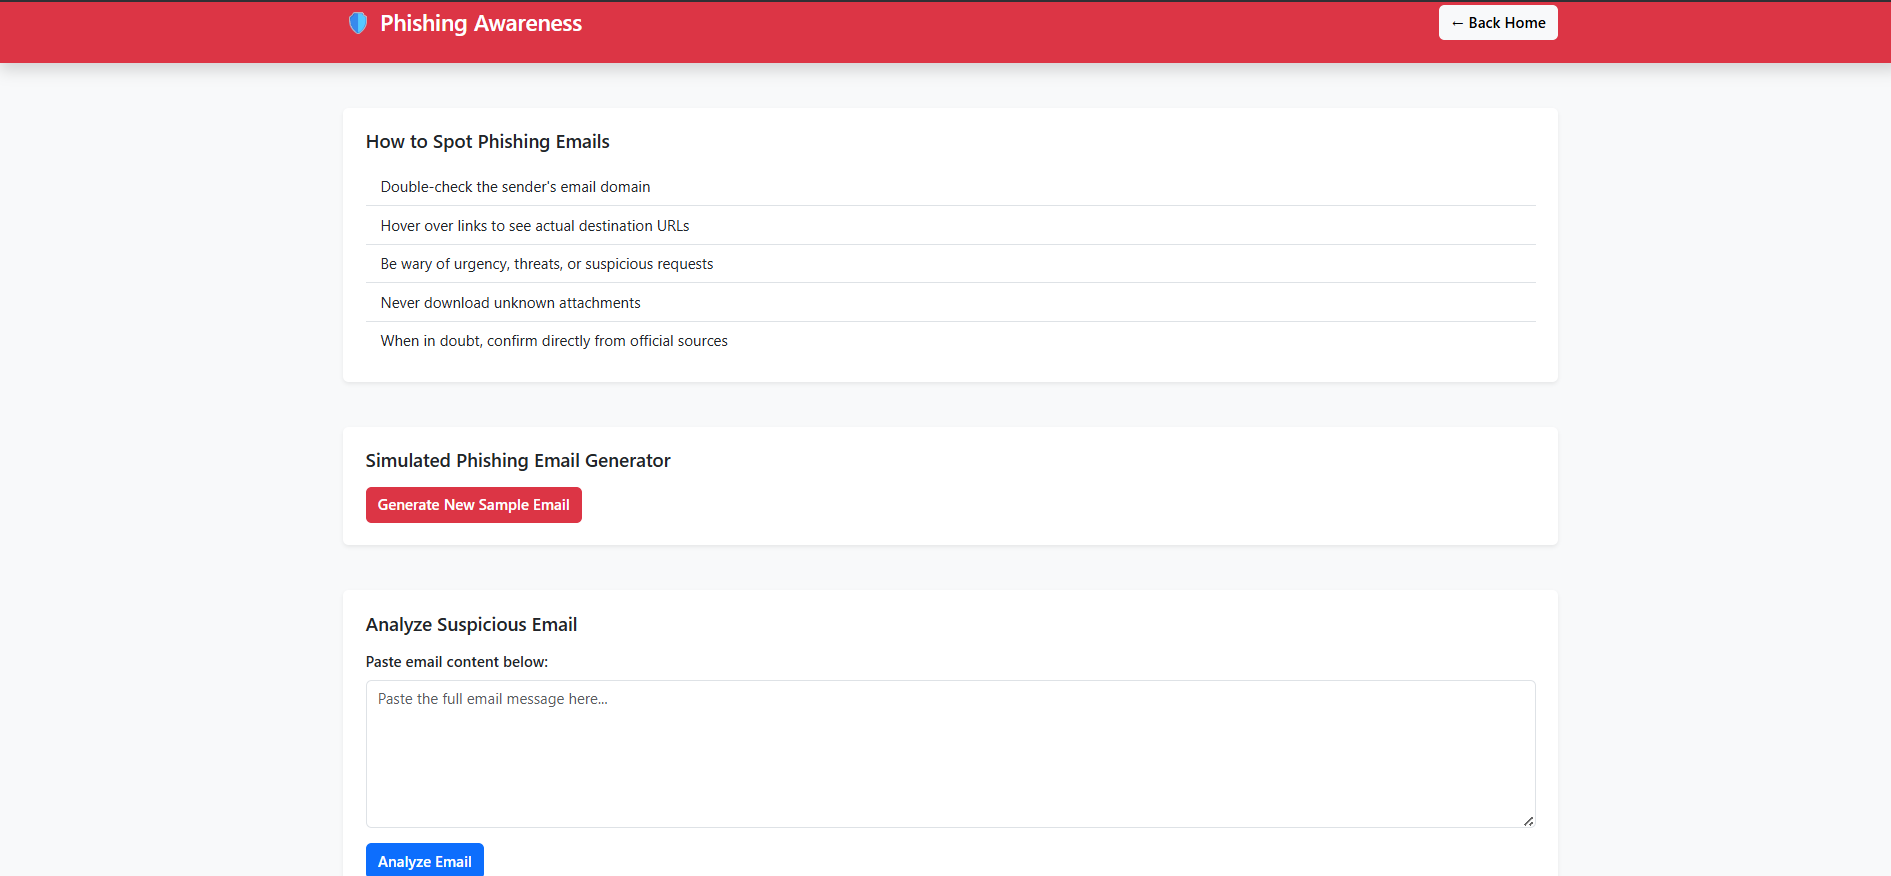 Phishing Awareness
← Back Home
How to Spot Phishing Emails
Double-check the sender's email domain
Hover over links to see actual destination URLs
Be wary of urgency, threats, or suspicious requests
Never download unknown attachments
When in doubt, confirm directly from official sources
Simulated Phishing Email Generator
Generate New Sample Email
Analyze Suspicious Email
Paste email content below:
Paste the full email message here...
Analyze Email